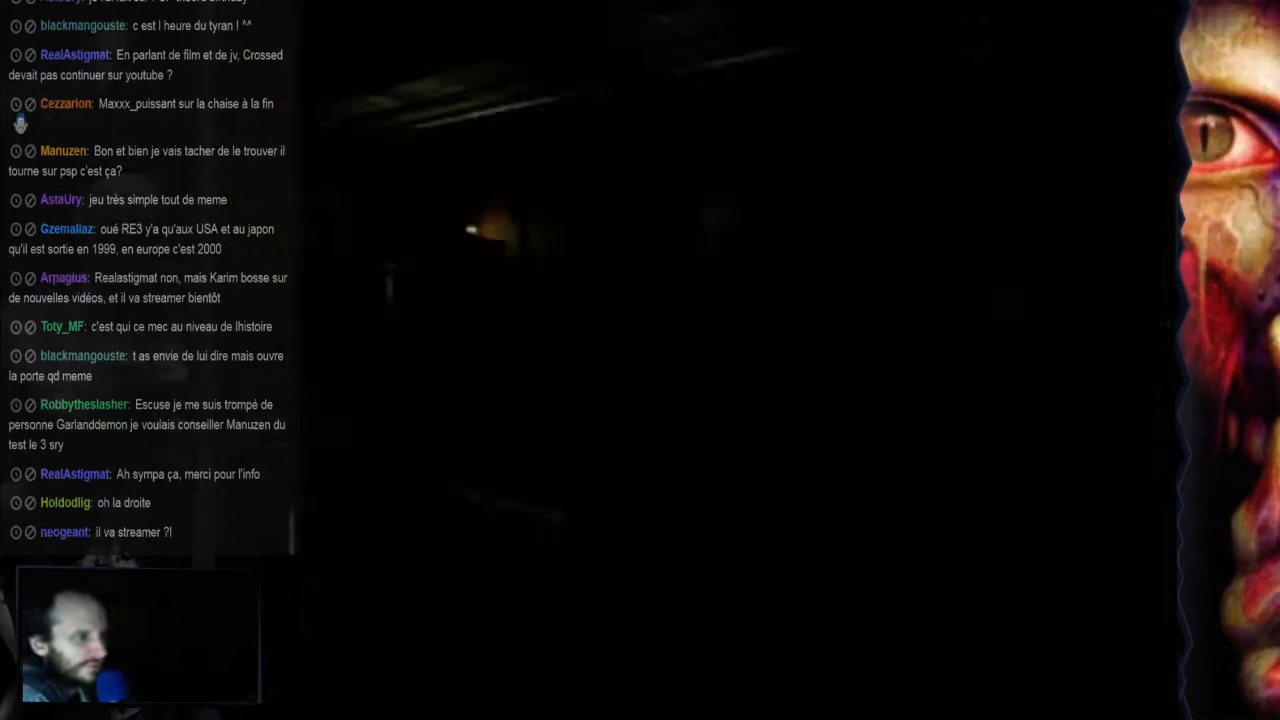 blackmangouste: c est l heure du tyran ! ^^
RealAstigmat: En parlant de film et de jv, Crossed
devait pas continuer sur youtube ?
Cezzarion: Maxxx_puissant sur la chaise à la fin
Manuzen: Bon et bien je vais tacher de le trouver il
tourne sur psp c'est ça?
AstaUry: jeu très simple tout de meme
Gzemaliaz: oué RE3 y'a qu'aux USA et au japon
qu'il est sortie en 1999, en europe c'est 2000
Arpagius: Realastigmat non, mais Karim bosse sur
de nouvelles vidéos, et il va streamer bientôt
Toty_MF: c'est qui ce mec au niveau de lhistoire
blackmangouste: t as envie de lui dire mais ouvre
la porte qd meme
Robbytheslasher: Escuse je me suis trompé de
personne Garlanddemon je voulais conseiller Manuzen du
test le 3 sry
RealAstigmat: Ah sympa ça, merci pour l'info
Holdodlig: oh la droite
neogeant: il va streamer ?!